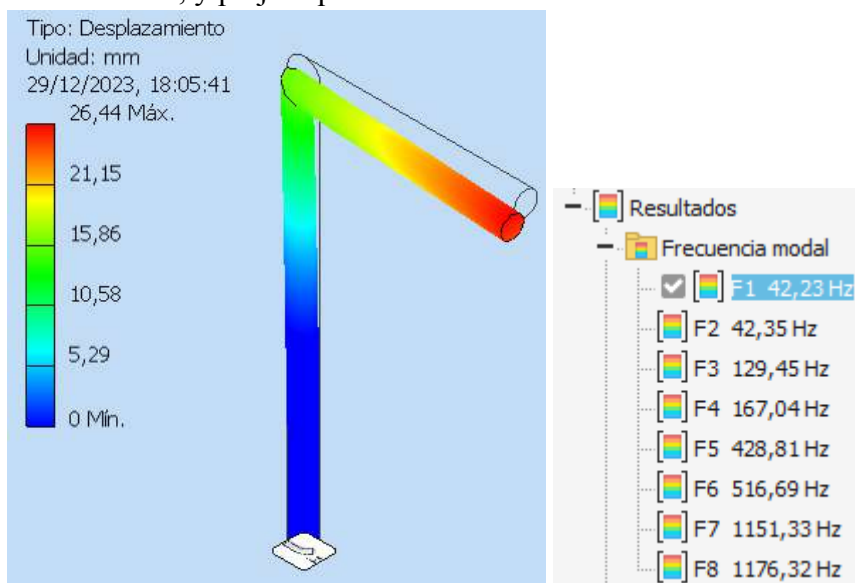 Tipo: Desplazamiento
Unidad: mm
29/12/2023, 18:05:41
26,44 Máx.
21,15
15,86
10,58
5,29
0 Mín.
Resultados
Frecuencia modal
F1 42,23 Hz
F2 42,35 Hz
F3 129,45 Hz
F4 167,04 Hz
F5 428,81 Hz
F6 516,69 Hz
F7 1151,33 Hz
F8 1176,32 Hz